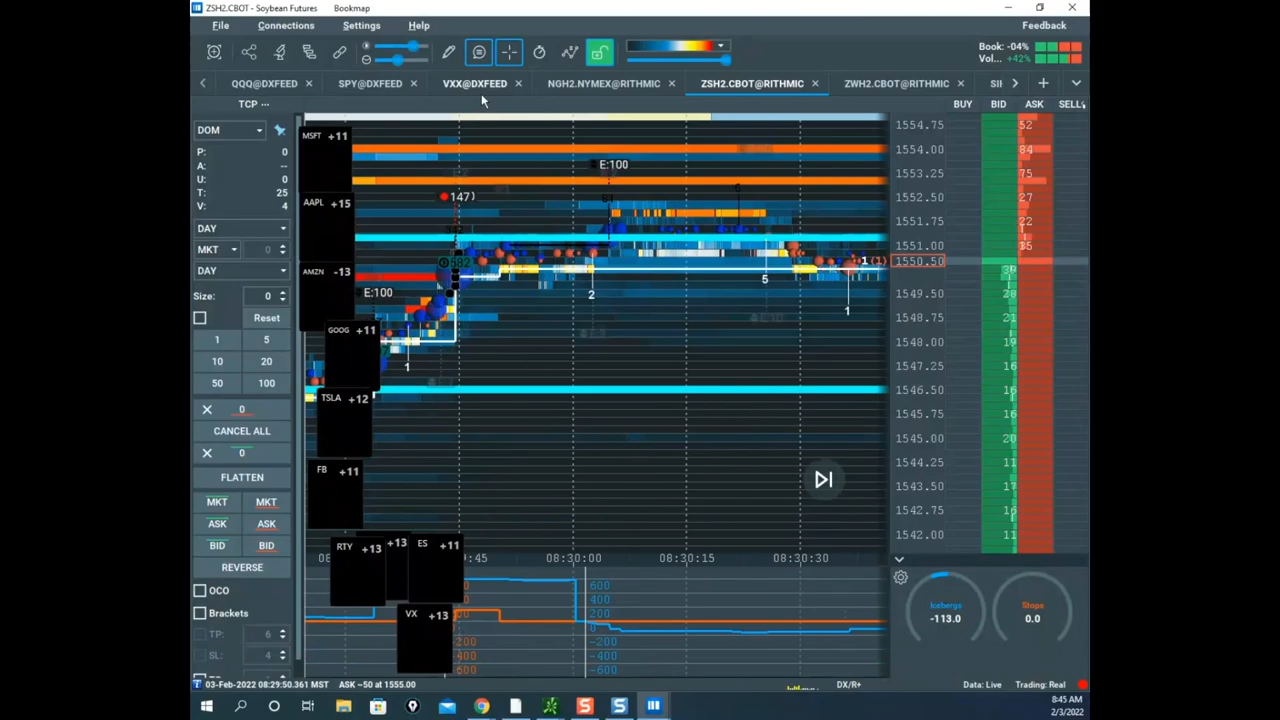 ZSH2.CBOT - Soybean Futures Bookmap
File Connections Settings Help Feedback
Book: -04%
Vol... +42%
QQQ@DXFEED SPY@DXFEED VXX@DXFEED NGH2.NYMEX@RITHMIC ZSH2.CBOT@RITHMIC ZWH2.CBOT@RITHMIC
TCP ...
BUY BID ASK SELL
DOM
P: 0
A: --
U: 0
T: 25
V: 4
DAY
MKT 0
DAY
Size: 0
Reset
1 5
10 20
50 100
0
CANCEL ALL
0
FLATTEN
MKT MKT
ASK ASK
BID BID
REVERSE
OCO
Brackets
TP: 6
SL: 4
MSFT +11
AAPL +15
AMZN -13
GOOG +11
TSLA +12
FB +11
RTY +13
+13
ES +11
VX +13
E:100
147)
582
E:100
1
2
5
1
1 (1)
1554.75 52
1554.00 84
1553.25 75
1552.50 27
1551.75 22
1551.00 35
1550.50
1549.50 28
1548.75 21
1548.00 19
1547.25 16
1546.50 14
1545.75 16
1545.00 20
1544.25 11
1543.50 17
1542.75 16
1542.00 11
:45 08:30:00 08:30:15 08:30:30
600
400
200
0
-200
-400
-600
Icebergs
-113.0
Stops
0.0
03-Feb-2022 08:29:50.361 MST ASK ~50 at 1555.00 DX/R+ Data: Live Trading: Real
8:45 AM
2/3/2022